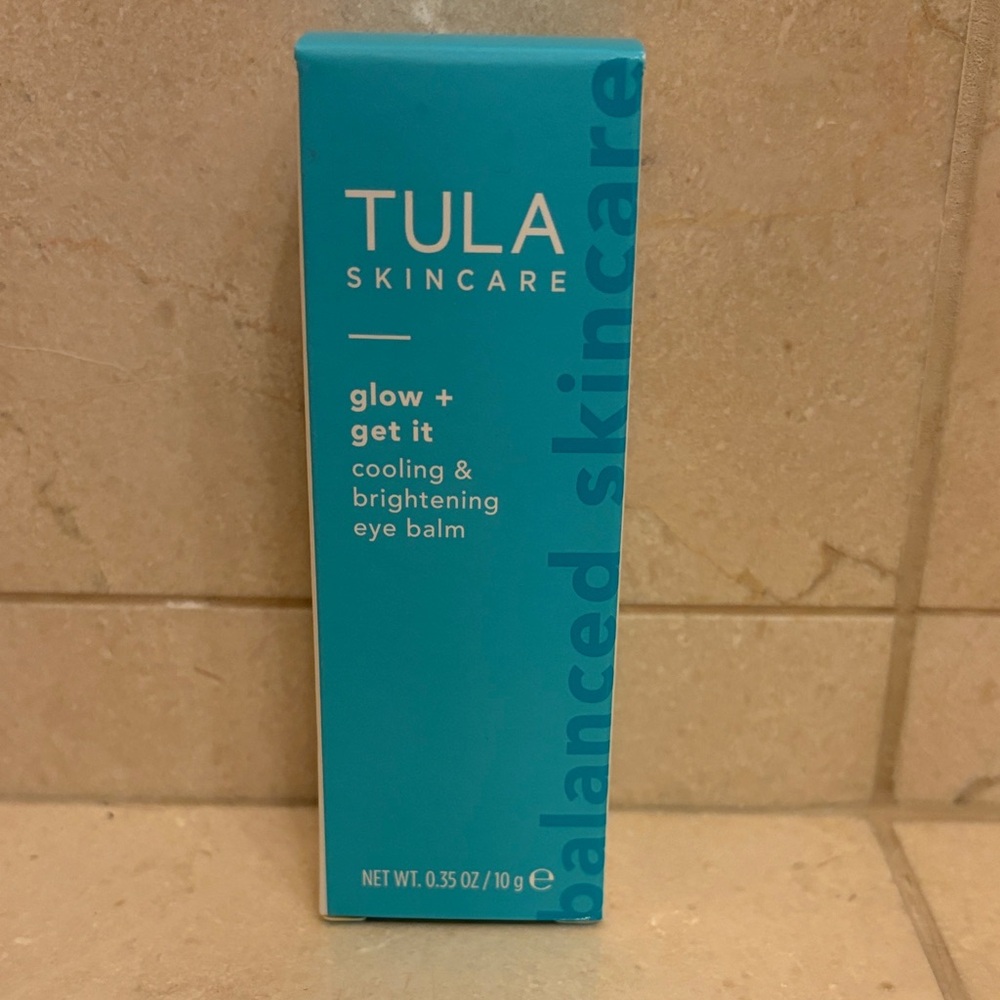 TULA
SKINCARE
glow +
get it
cooling &
brightening
eye balm
NET WT. 0.35 OZ / 10 g ℮
balanced skincare